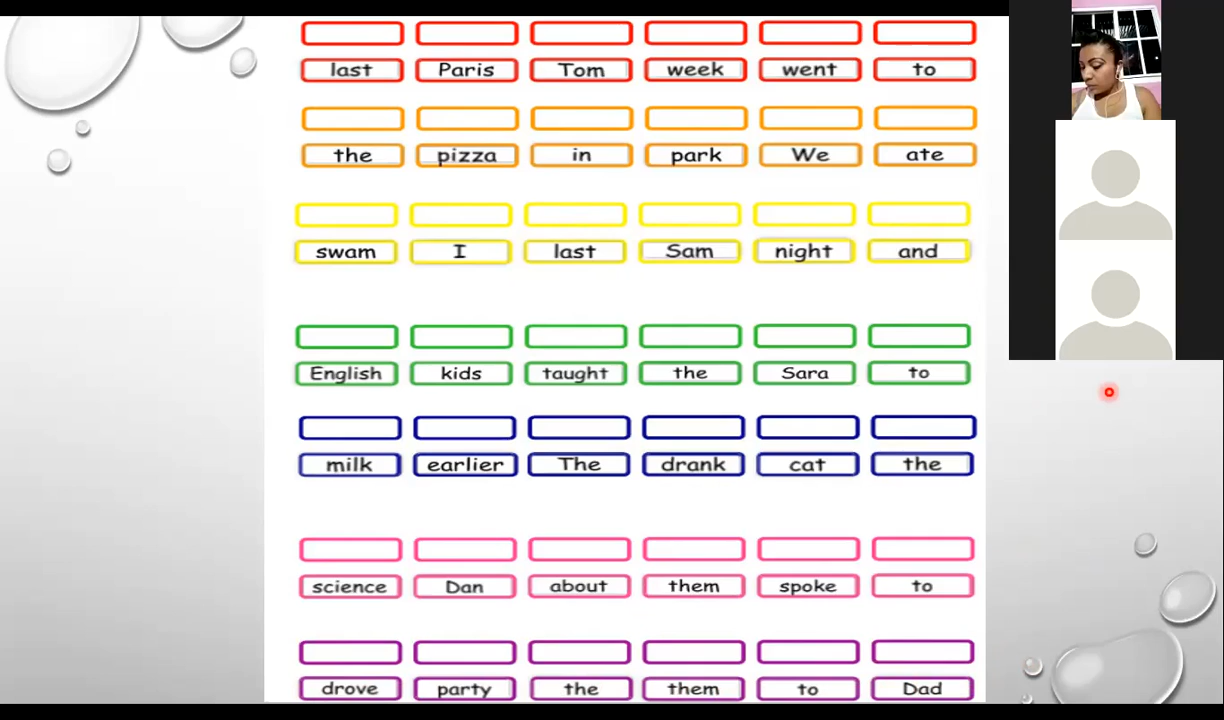 last Paris Tom week went to
the pizza in park We ate
swam I last Sam night and
English kids taught the Sara to
milk earlier The drank cat the
science Dan about them spoke to
drove party the them to Dad